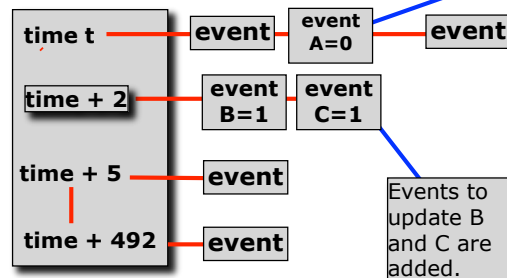 time t
event
event
A=0
event
time + 2
event
B=1
event
C=1
time + 5
event
time + 492
event
Events to
update B
and C are
added.